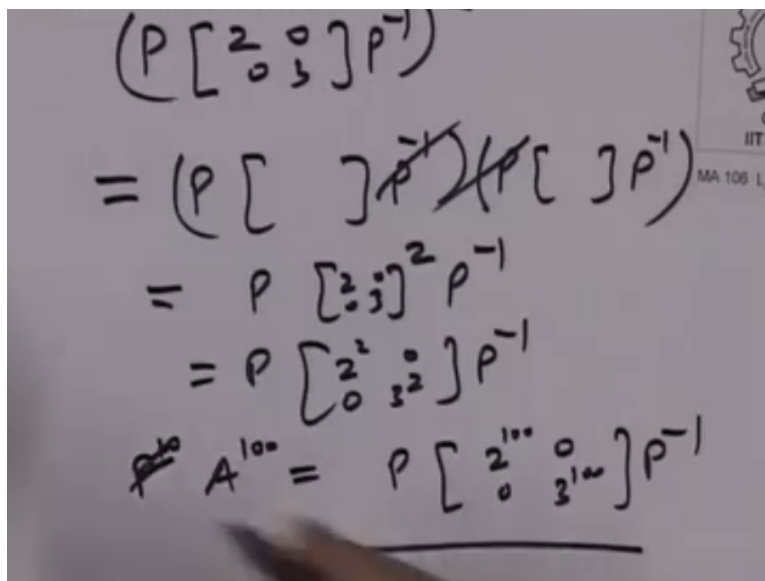 (P [ 2 0 0 3 ] P⁻¹)
= (P [ ] P⁻¹) (P [ ] P⁻¹)
= P [ 2 0 0 3 ]² P⁻¹
= P [ 2² 0 0 3² ] P⁻¹
A¹⁰⁰ = P [ 2¹⁰⁰ 0 0 3¹⁰⁰ ] P⁻¹
IIT
MA 106